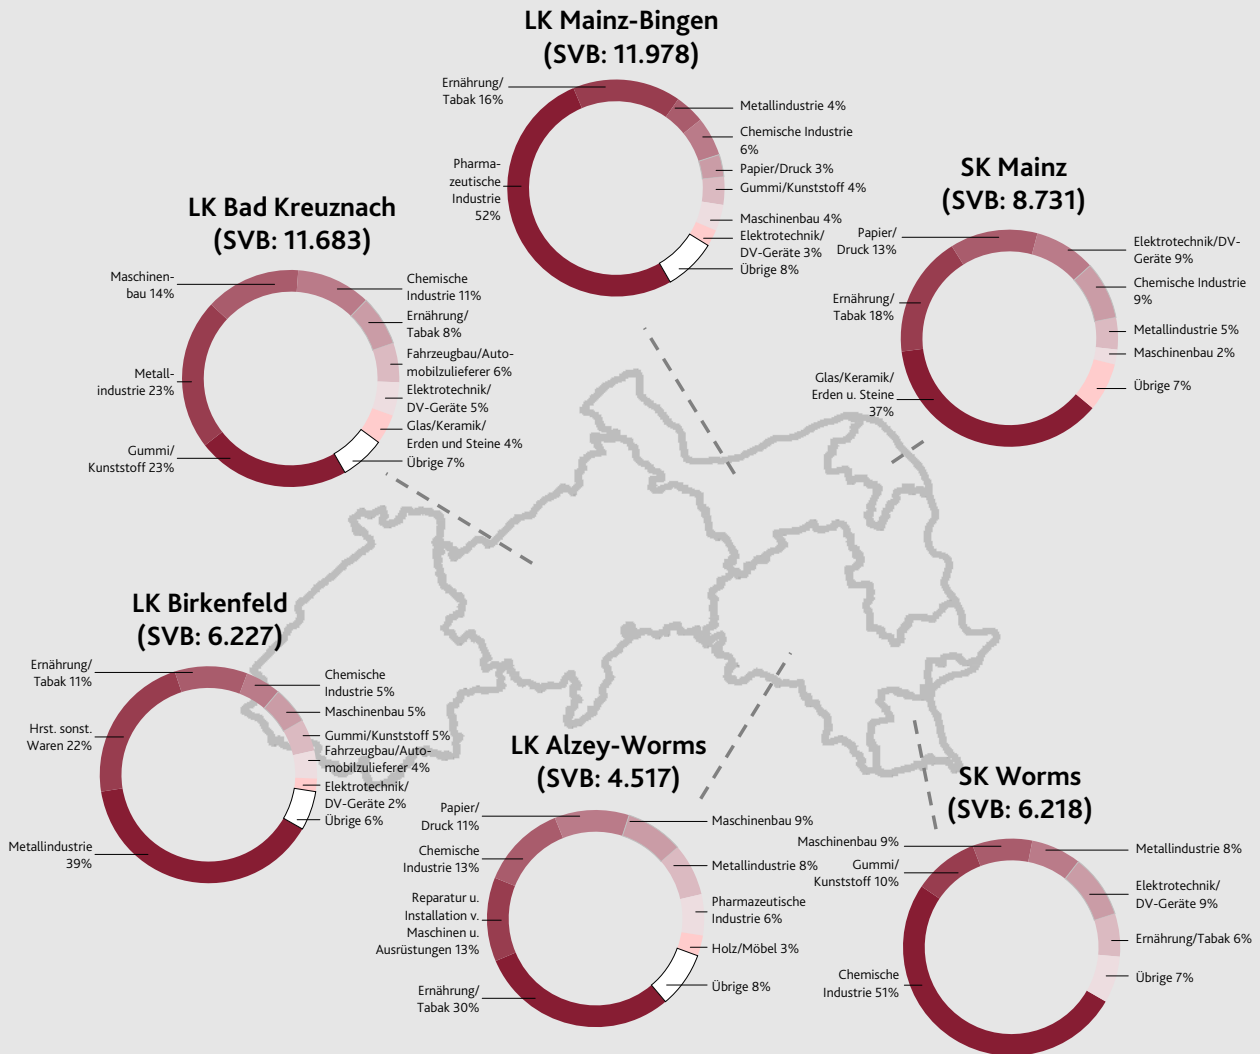 LK Mainz-Bingen
(SVB: 11.978)
Ernährung/
Tabak 16%
Pharma-
zeutische
Industrie
52%
Metallindustrie 4%
Chemische Industrie
6%
Papier/Druck 3%
Gummi/Kunststoff 4%
Maschinenbau 4%
Elektrotechnik/
DV-Geräte 3%
Übrige 8%
SK Mainz
(SVB: 8.731)
Papier/
Druck 13%
Ernährung/
Tabak 18%
Glas/Keramik/
Erden u. Steine
37%
Elektrotechnik/DV-
Geräte 9%
Chemische Industrie
9%
Metallindustrie 5%
Maschinenbau 2%
Übrige 7%
LK Bad Kreuznach
(SVB: 11.683)
Maschinen-
bau 14%
Metall-
industrie 23%
Gummi/
Kunststoff 23%
Chemische
Industrie 11%
Ernährung/
Tabak 8%
Fahrzeugbau/Auto-
mobilzulieferer 6%
Elektrotechnik/
DV-Geräte 5%
Glas/Keramik/
Erden und Steine 4%
Übrige 7%
LK Birkenfeld
(SVB: 6.227)
Ernährung/
Tabak 11%
Hrst. sonst.
Waren 22%
Metallindustrie
39%
Chemische
Industrie 5%
Maschinenbau 5%
Gummi/Kunststoff 5%
Fahrzeugbau/Auto-
mobilzulieferer 4%
Elektrotechnik/
DV-Geräte 2%
Übrige 6%
LK Alzey-Worms
(SVB: 4.517)
Papier/
Druck 11%
Chemische
Industrie 13%
Reparatur u.
Installation v.
Maschinen u.
Ausrüstungen 13%
Ernährung/
Tabak 30%
Maschinenbau 9%
Metallindustrie 8%
Pharmazeutische
Industrie 6%
Holz/Möbel 3%
Übrige 8%
SK Worms
(SVB: 6.218)
Maschinenbau 9%
Gummi/
Kunststoff 10%
Chemische
Industrie 51%
Metallindustrie 8%
Elektrotechnik/
DV-Geräte 9%
Ernährung/Tabak 6%
Übrige 7%